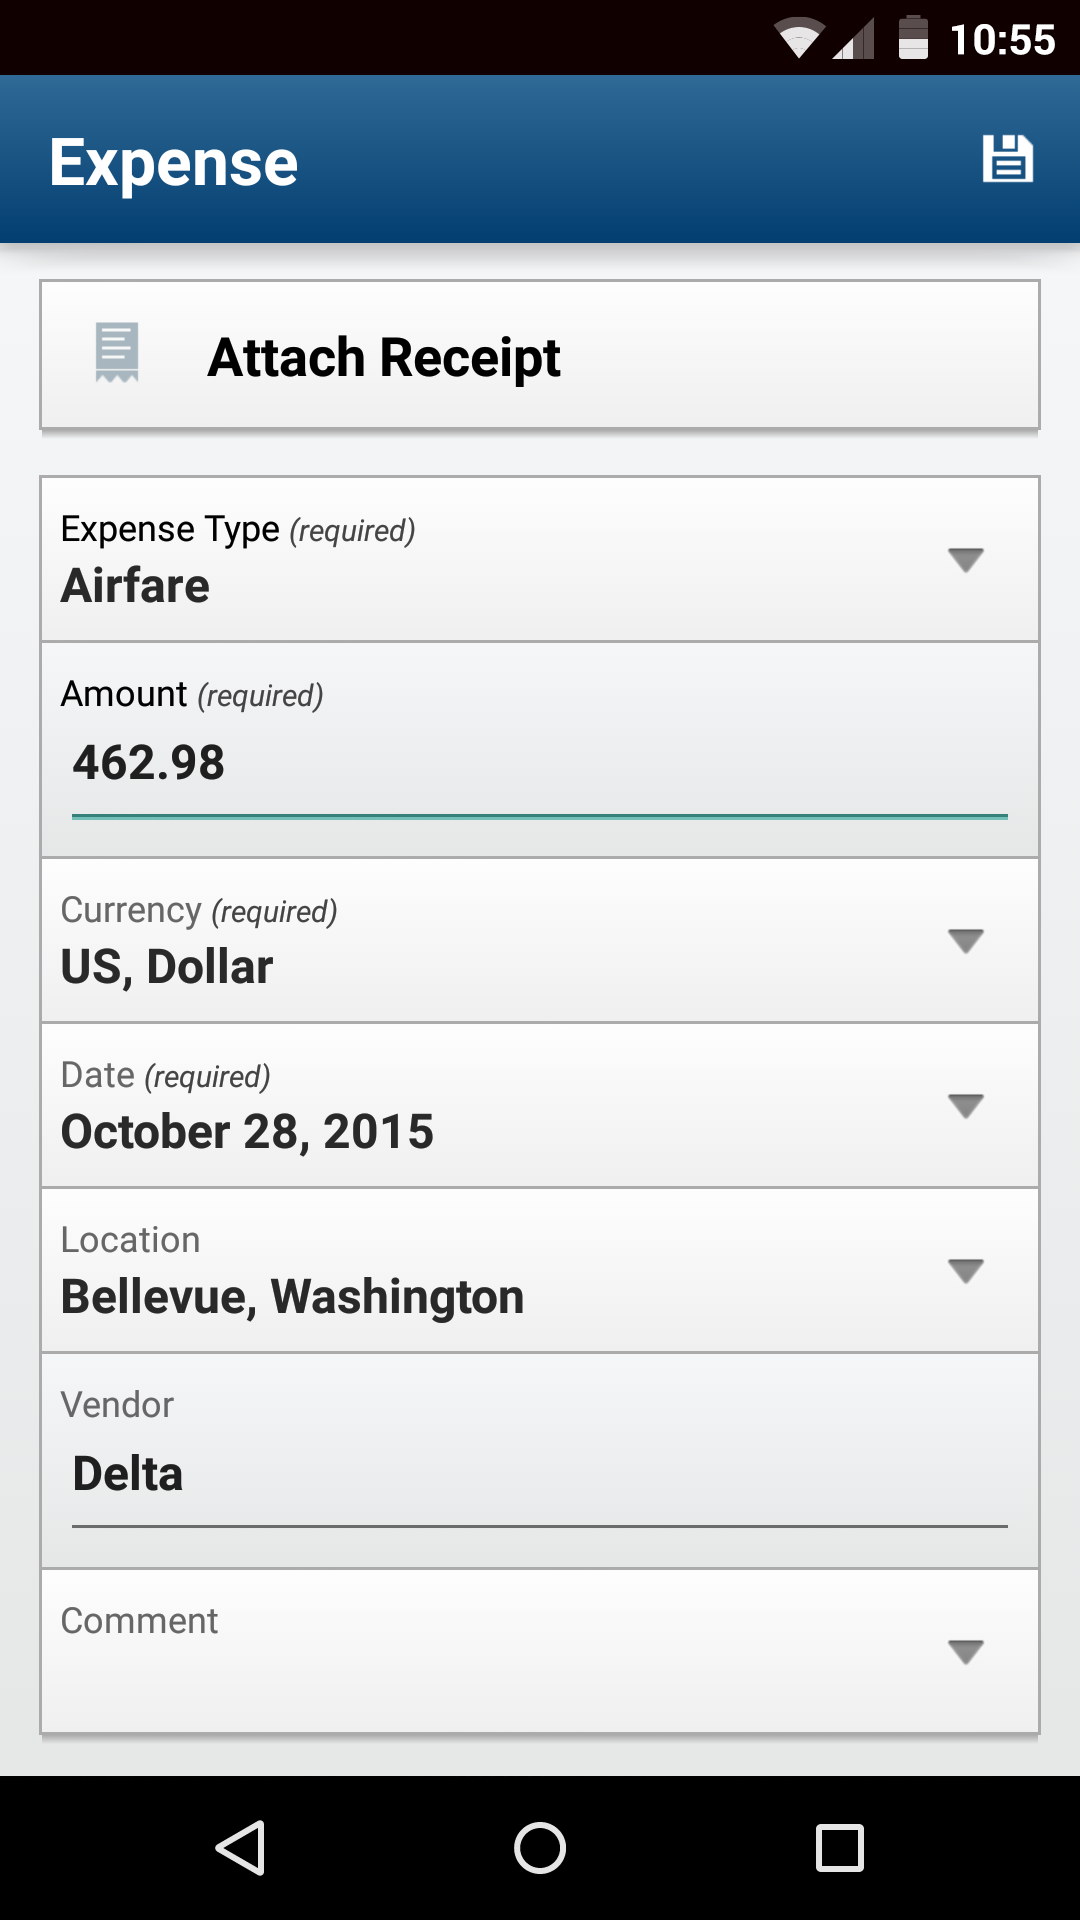 10:55
Expense
Attach Receipt
Expense Type (required)
Airfare
Amount (required)
462.98
Currency (required)
US, Dollar
Date (required)
October 28, 2015
Location
Bellevue, Washington
Vendor
Delta
Comment